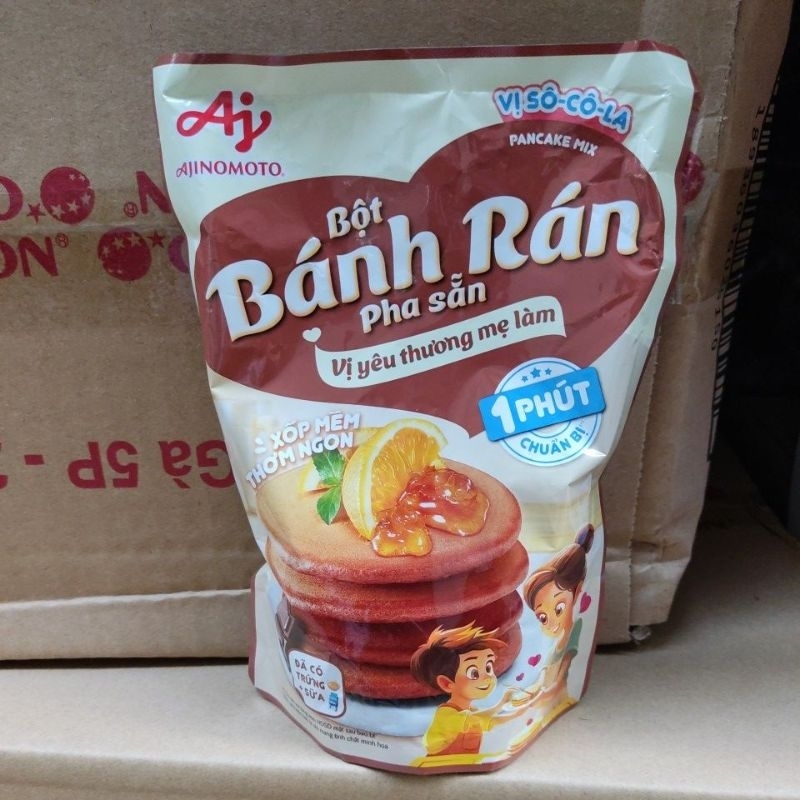 Aj
AJINOMOTO®
VỊ SÔ-CÔ-LA
PANCAKE MIX
Bột
Bánh Rán
Pha sẵn
Vị yêu thương mẹ làm
1 PHÚT
CHUẨN BỊ
XỐP MỀM
THƠM NGON
ĐÃ CÓ
TRỨNG
+ SỮA
Gà 5P -